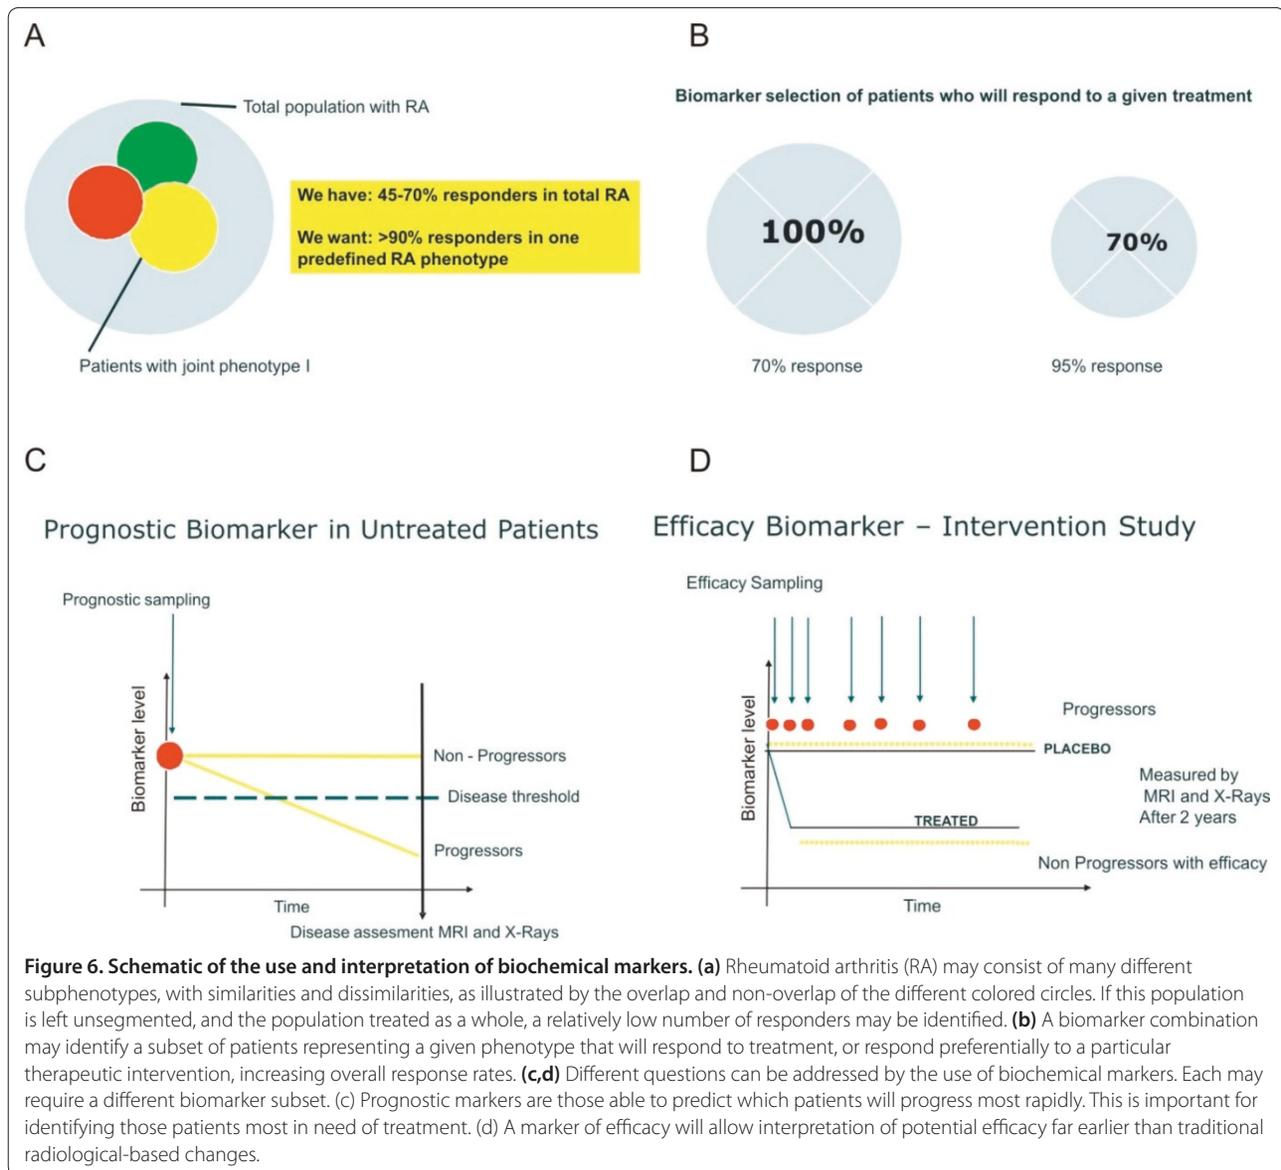 A
Total population with RA
We have: 45-70% responders in total RA
We want: >90% responders in one
predefined RA phenotype
Patients with joint phenotype I
B
Biomarker selection of patients who will respond to a given treatment
100%
70%
70% response
95% response
C
Prognostic Biomarker in Untreated Patients
Prognostic sampling
Biomarker level
Non - Progressors
Disease threshold
Progressors
Time
Disease assesment MRI and X-Rays
D
Efficacy Biomarker – Intervention Study
Efficacy Sampling
Biomarker level
Progressors
PLACEBO
Measured by
MRI and X-Rays
After 2 years
TREATED
Non Progressors with efficacy
Time
Figure 6. Schematic of the use and interpretation of biochemical markers. (a) Rheumatoid arthritis (RA) may consist of many different
subphenotypes, with similarities and dissimilarities, as illustrated by the overlap and non-overlap of the different colored circles. If this population
is left unsegmented, and the population treated as a whole, a relatively low number of responders may be identified. (b) A biomarker combination
may identify a subset of patients representing a given phenotype that will respond to treatment, or respond preferentially to a particular
therapeutic intervention, increasing overall response rates. (c,d) Different questions can be addressed by the use of biochemical markers. Each may
require a different biomarker subset. (c) Prognostic markers are those able to predict which patients will progress most rapidly. This is important for
identifying those patients most in need of treatment. (d) A marker of efficacy will allow interpretation of potential efficacy far earlier than traditional
radiological-based changes.